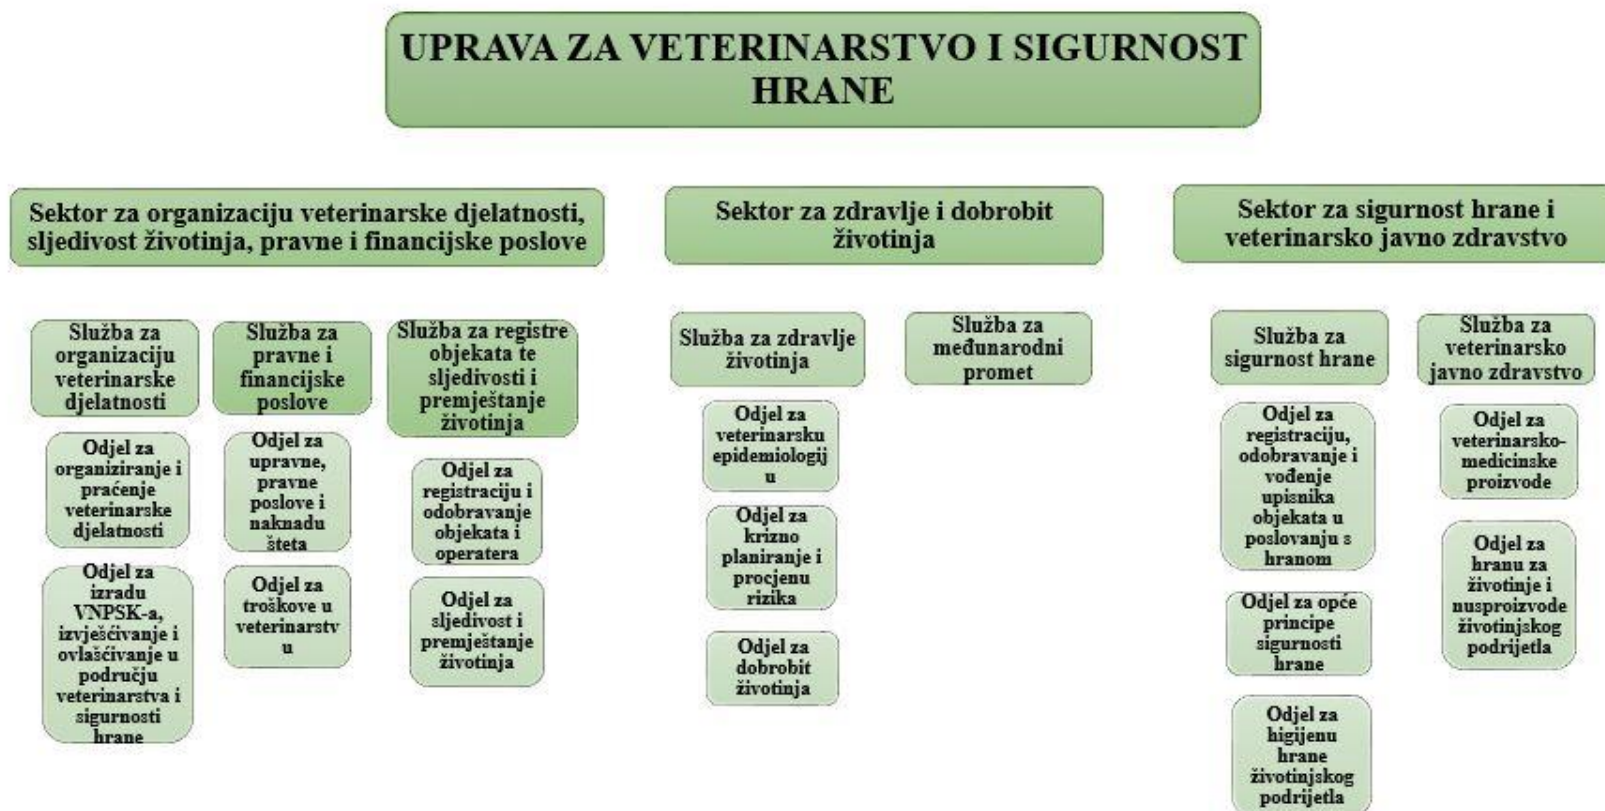 UPRAVA ZA VETERINARSTVO I SIGURNOST
HRANE
Sektor za organizaciju veterinarske djelatnosti,
sljedivost životinja, pravne i financijske poslove
Služba za
organizaciju
veterinarske
djelatnosti
Odjel za
organiziranje i
praćenje
veterinarske
djelatnosti
Odjel za
izradu
VNPSK-a,
izvješćivanje i
ovlašćivanje u
području
veterinarstva i
sigurnosti
hrane
Služba za
pravne i
financijske
poslove
Odjel za
upravne,
pravne
poslove i
naknadu
šteta
Odjel za
troškove u
veterinarstv
u
Služba za registre
objekata te
sljedivosti i
premještanje
životinja
Odjel za
registraciju i
odobravanje
objekata i
operatera
Odjel za
sljedivost i
premještanje
životinja
Sektor za zdravlje i dobrobit
životinja
Služba za zdravlje
životinja
Odjel za
veterinarsku
epidemiologij
u
Odjel za
krizno
planiranje i
procjenu
rizika
Odjel za
dobrobit
životinja
Služba za
međunarodni
promet
Sektor za sigurnost hrane i
veterinarsko javno zdravstvo
Služba za
sigurnost hrane
Odjel za
registraciju,
odobravanje i
vođenje
upisnika
objekata u
poslovanju s
hranom
Odjel za opće
principe
sigurnosti
hrane
Odjel za
higijenu
hrane
životinjskog
podrijetla
Služba za
veterinarsko
javno zdravstvo
Odjel za
veterinarsko-
medicinske
proizvode
Odjel za
hranu za
životinje i
nusproizvode
životinjskog
podrijetla